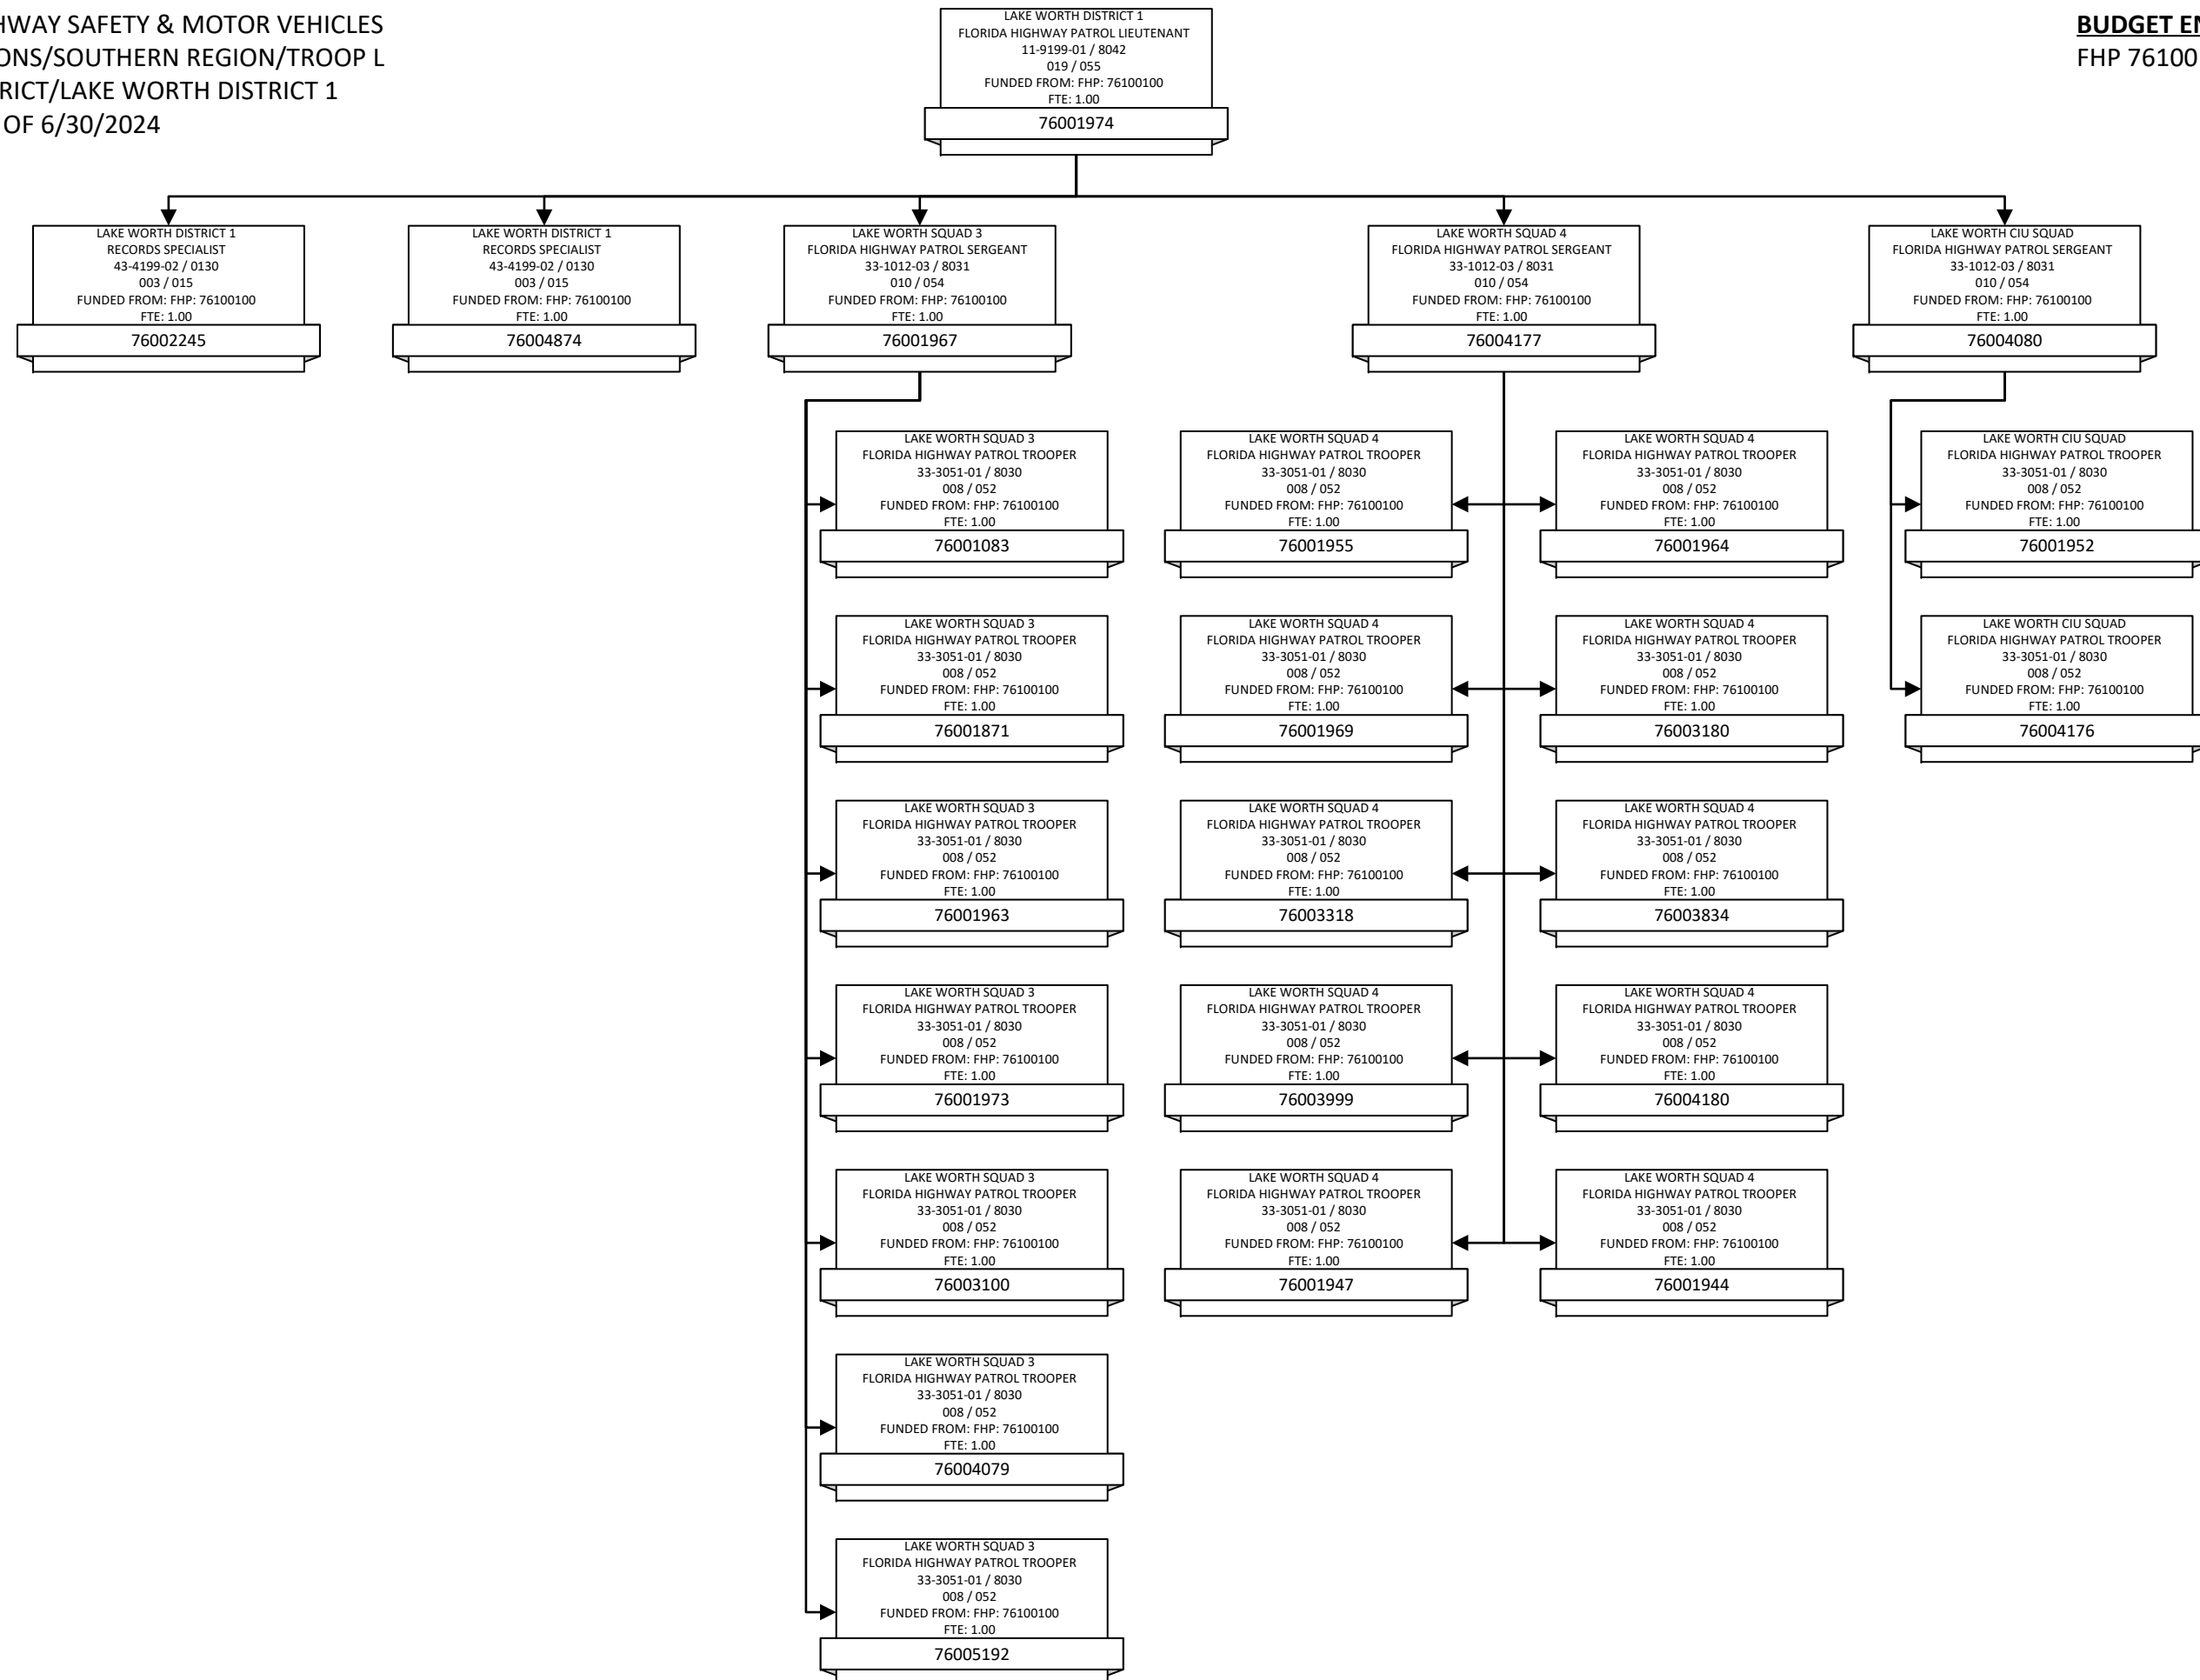 HWAY SAFETY & MOTOR VEHICLES
ONS/SOUTHERN REGION/TROOP L
RICT/LAKE WORTH DISTRICT 1
OF 6/30/2024
BUDGET EN
FHP 76100
LAKE WORTH DISTRICT 1
FLORIDA HIGHWAY PATROL LIEUTENANT
11-9199-01 / 8042
019 / 055
FUNDED FROM: FHP: 76100100
FTE: 1.00
76001974
LAKE WORTH DISTRICT 1
RECORDS SPECIALIST
43-4199-02 / 0130
003 / 015
FUNDED FROM: FHP: 76100100
FTE: 1.00
76002245
LAKE WORTH DISTRICT 1
RECORDS SPECIALIST
43-4199-02 / 0130
003 / 015
FUNDED FROM: FHP: 76100100
FTE: 1.00
76004874
LAKE WORTH SQUAD 3
FLORIDA HIGHWAY PATROL SERGEANT
33-1012-03 / 8031
010 / 054
FUNDED FROM: FHP: 76100100
FTE: 1.00
76001967
LAKE WORTH SQUAD 4
FLORIDA HIGHWAY PATROL SERGEANT
33-1012-03 / 8031
010 / 054
FUNDED FROM: FHP: 76100100
FTE: 1.00
76004177
LAKE WORTH CIU SQUAD
FLORIDA HIGHWAY PATROL SERGEANT
33-1012-03 / 8031
010 / 054
FUNDED FROM: FHP: 76100100
FTE: 1.00
76004080
LAKE WORTH SQUAD 3
FLORIDA HIGHWAY PATROL TROOPER
33-3051-01 / 8030
008 / 052
FUNDED FROM: FHP: 76100100
FTE: 1.00
76001083
LAKE WORTH SQUAD 4
FLORIDA HIGHWAY PATROL TROOPER
33-3051-01 / 8030
008 / 052
FUNDED FROM: FHP: 76100100
FTE: 1.00
76001955
LAKE WORTH SQUAD 4
FLORIDA HIGHWAY PATROL TROOPER
33-3051-01 / 8030
008 / 052
FUNDED FROM: FHP: 76100100
FTE: 1.00
76001964
LAKE WORTH CIU SQUAD
FLORIDA HIGHWAY PATROL TROOPER
33-3051-01 / 8030
008 / 052
FUNDED FROM: FHP: 76100100
FTE: 1.00
76001952
LAKE WORTH SQUAD 3
FLORIDA HIGHWAY PATROL TROOPER
33-3051-01 / 8030
008 / 052
FUNDED FROM: FHP: 76100100
FTE: 1.00
76001871
LAKE WORTH SQUAD 4
FLORIDA HIGHWAY PATROL TROOPER
33-3051-01 / 8030
008 / 052
FUNDED FROM: FHP: 76100100
FTE: 1.00
76001969
LAKE WORTH SQUAD 4
FLORIDA HIGHWAY PATROL TROOPER
33-3051-01 / 8030
008 / 052
FUNDED FROM: FHP: 76100100
FTE: 1.00
76003180
LAKE WORTH CIU SQUAD
FLORIDA HIGHWAY PATROL TROOPER
33-3051-01 / 8030
008 / 052
FUNDED FROM: FHP: 76100100
FTE: 1.00
76004176
LAKE WORTH SQUAD 3
FLORIDA HIGHWAY PATROL TROOPER
33-3051-01 / 8030
008 / 052
FUNDED FROM: FHP: 76100100
FTE: 1.00
76001963
LAKE WORTH SQUAD 4
FLORIDA HIGHWAY PATROL TROOPER
33-3051-01 / 8030
008 / 052
FUNDED FROM: FHP: 76100100
FTE: 1.00
76003318
LAKE WORTH SQUAD 4
FLORIDA HIGHWAY PATROL TROOPER
33-3051-01 / 8030
008 / 052
FUNDED FROM: FHP: 76100100
FTE: 1.00
76003834
LAKE WORTH SQUAD 3
FLORIDA HIGHWAY PATROL TROOPER
33-3051-01 / 8030
008 / 052
FUNDED FROM: FHP: 76100100
FTE: 1.00
76001973
LAKE WORTH SQUAD 4
FLORIDA HIGHWAY PATROL TROOPER
33-3051-01 / 8030
008 / 052
FUNDED FROM: FHP: 76100100
FTE: 1.00
76003999
LAKE WORTH SQUAD 4
FLORIDA HIGHWAY PATROL TROOPER
33-3051-01 / 8030
008 / 052
FUNDED FROM: FHP: 76100100
FTE: 1.00
76004180
LAKE WORTH SQUAD 3
FLORIDA HIGHWAY PATROL TROOPER
33-3051-01 / 8030
008 / 052
FUNDED FROM: FHP: 76100100
FTE: 1.00
76003100
LAKE WORTH SQUAD 4
FLORIDA HIGHWAY PATROL TROOPER
33-3051-01 / 8030
008 / 052
FUNDED FROM: FHP: 76100100
FTE: 1.00
76001947
LAKE WORTH SQUAD 4
FLORIDA HIGHWAY PATROL TROOPER
33-3051-01 / 8030
008 / 052
FUNDED FROM: FHP: 76100100
FTE: 1.00
76001944
LAKE WORTH SQUAD 3
FLORIDA HIGHWAY PATROL TROOPER
33-3051-01 / 8030
008 / 052
FUNDED FROM: FHP: 76100100
FTE: 1.00
76004079
LAKE WORTH SQUAD 3
FLORIDA HIGHWAY PATROL TROOPER
33-3051-01 / 8030
008 / 052
FUNDED FROM: FHP: 76100100
FTE: 1.00
76005192